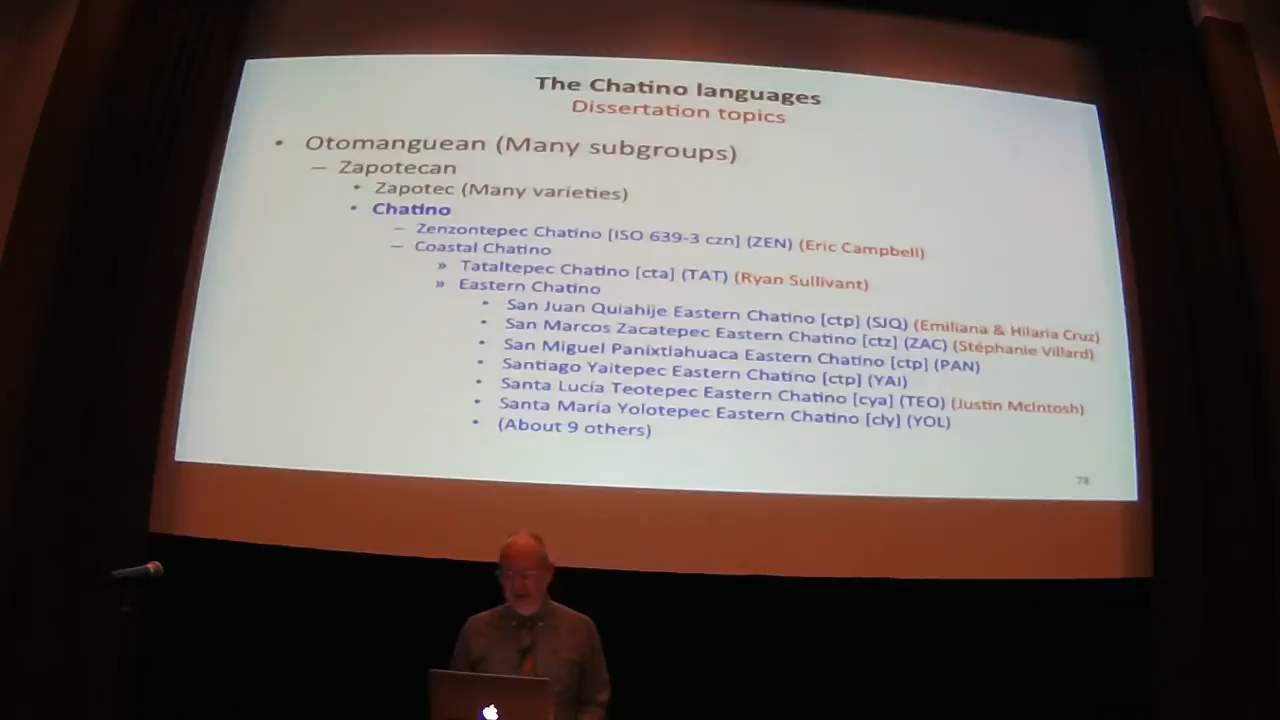 The Chatino languages
Dissertation topics
• Otomanguean (Many subgroups)
– Zapotecan
• Zapotec (Many varieties)
• Chatino
– Zenzontepec Chatino [ISO 639-3 czn] (ZEN) (Eric Campbell)
– Coastal Chatino
» Tataltepec Chatino [cta] (TAT) (Ryan Sullivant)
» Eastern Chatino
• San Juan Quiahije Eastern Chatino [ctp] (SJQ) (Emiliana & Hilaria Cruz)
• San Marcos Zacatepec Eastern Chatino [ctz] (ZAC) (Stéphanie Villard)
• San Miguel Panixtlahuaca Eastern Chatino [ctp] (PAN)
• Santiago Yaitepec Eastern Chatino [ctp] (YAI)
• Santa Lucía Teotepec Eastern Chatino [cya] (TEO) (Justin McIntosh)
• Santa María Yolotepec Eastern Chatino [cly] (YOL)
• (About 9 others)
78